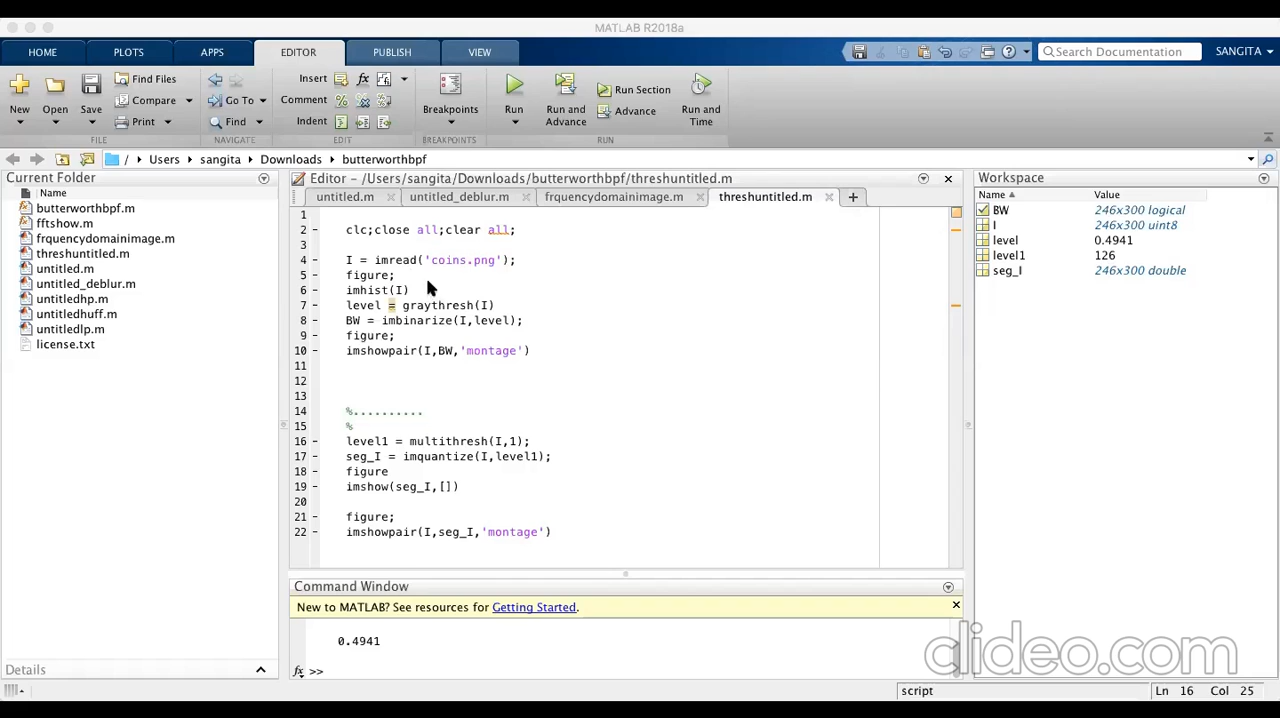 MATLAB R2018a
HOME PLOTS APPS EDITOR PUBLISH VIEW Search Documentation SANGITA
New Open Save Find Files Compare Print Go To Find Insert Comment Indent fx Breakpoints Run Run and Advance Run Section Advance Run and Time
FILE NAVIGATE EDIT BREAKPOINTS RUN
/ Users sangita Downloads butterworthbpf
Current Folder
Name
butterworthbpf.m
fftshow.m
frquencydomainimage.m
threshuntitled.m
untitled.m
untitled_deblur.m
untitledhp.m
untitledhuff.m
untitledlp.m
license.txt
Details
Editor – /Users/sangita/Downloads/butterworthbpf/threshuntitled.m
untitled.m untitled_deblur.m frquencydomainimage.m threshuntitled.m
1
2 – clc;close all;clear all;
3
4 – I = imread('coins.png');
5 – figure;
6 – imhist(I)
7 – level = graythresh(I)
8 – BW = imbinarize(I,level);
9 – figure;
10 – imshowpair(I,BW,'montage')
11
12
13
14 %..........
15 %
16 – level1 = multithresh(I,1);
17 – seg_I = imquantize(I,level1);
18 – figure
19 – imshow(seg_I,[])
20
21 – figure;
22 – imshowpair(I,seg_I,'montage')
Command Window
New to MATLAB? See resources for Getting Started.
0.4941
fx >>
Workspace
Name Value
BW 246x300 logical
I 246x300 uint8
level 0.4941
level1 126
seg_I 246x300 double
clideo.com
script Ln 16 Col 25